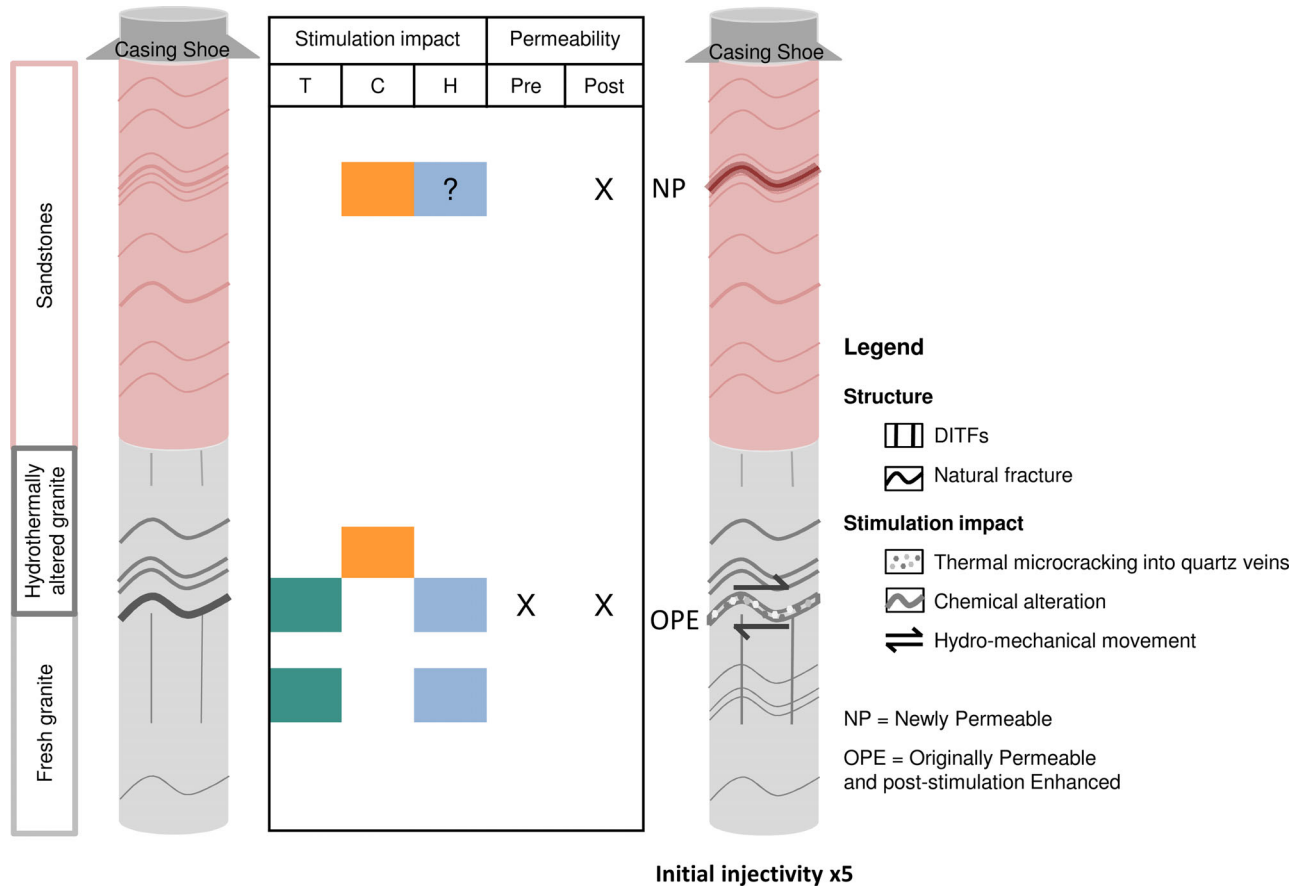 Casing Shoe
Stimulation impact
Permeability
T
C
H
Pre
Post
Casing Shoe
Sandstones
?
X
NP
Hydrothermally
altered granite
X
X
OPE
Fresh granite
Legend
Structure
DITFs
Natural fracture
Stimulation impact
Thermal microcracking into quartz veins
Chemical alteration
Hydro-mechanical movement
NP = Newly Permeable
OPE = Originally Permeable
and post-stimulation Enhanced
Initial injectivity x5